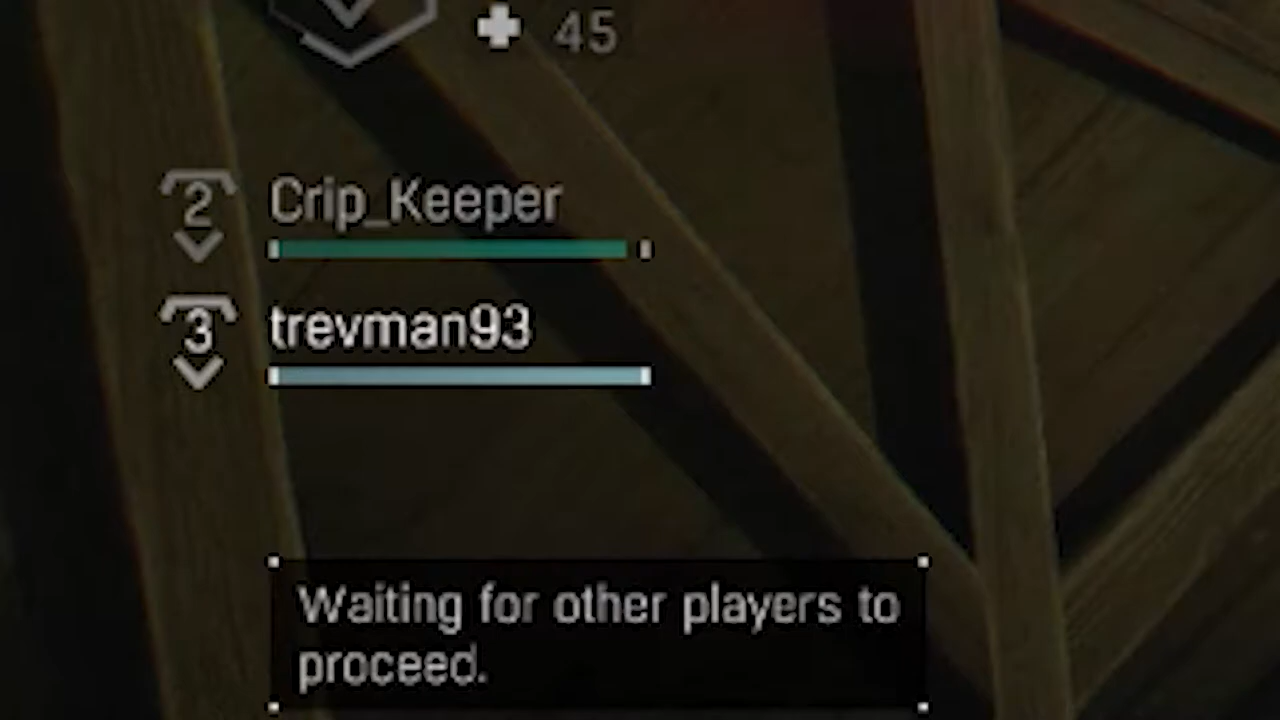 45
2 Crip_Keeper
3 trevman93
Waiting for other players to
proceed.